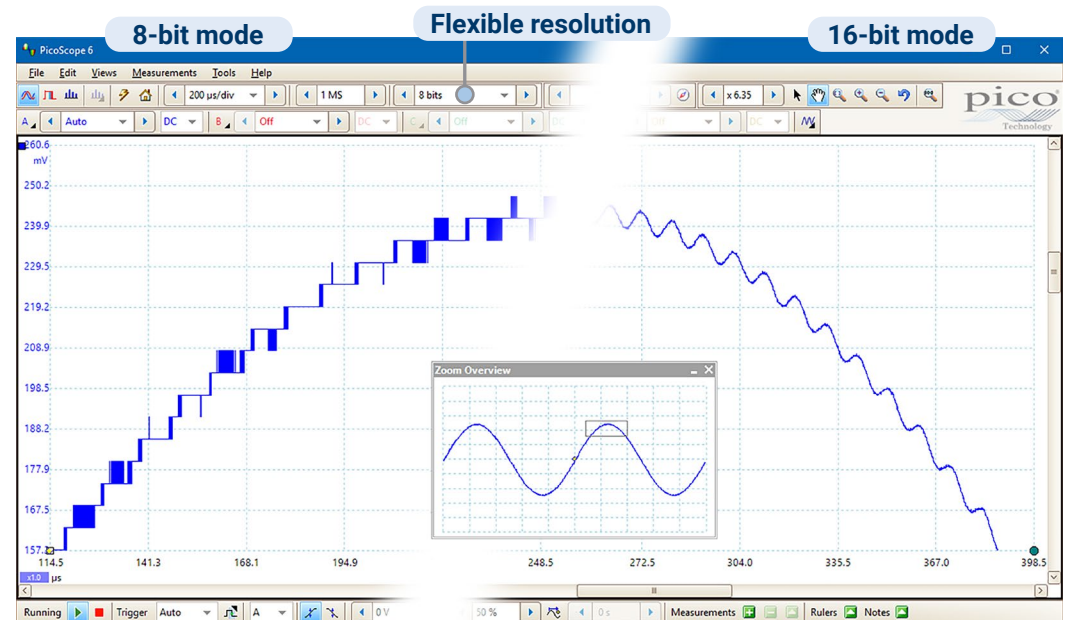 8-bit mode
Flexible resolution
16-bit mode
PicoScope 6
File Edit Views Measurements Tools Help
200 µs/div
1 MS
8 bits
x 6.35
pico
Technology
A Auto DC B Off DC C Off Off DC
260.6
mV
250.2
239.9
229.5
219.2
208.9
198.5
188.2
177.9
167.5
Zoom Overview
114.5 141.3 168.1 194.9 248.5 272.5 304.0 335.5 367.0 398.5
x1.0 µs
Running Trigger Auto A 0 V 50 % 0 s Measurements Rulers Notes